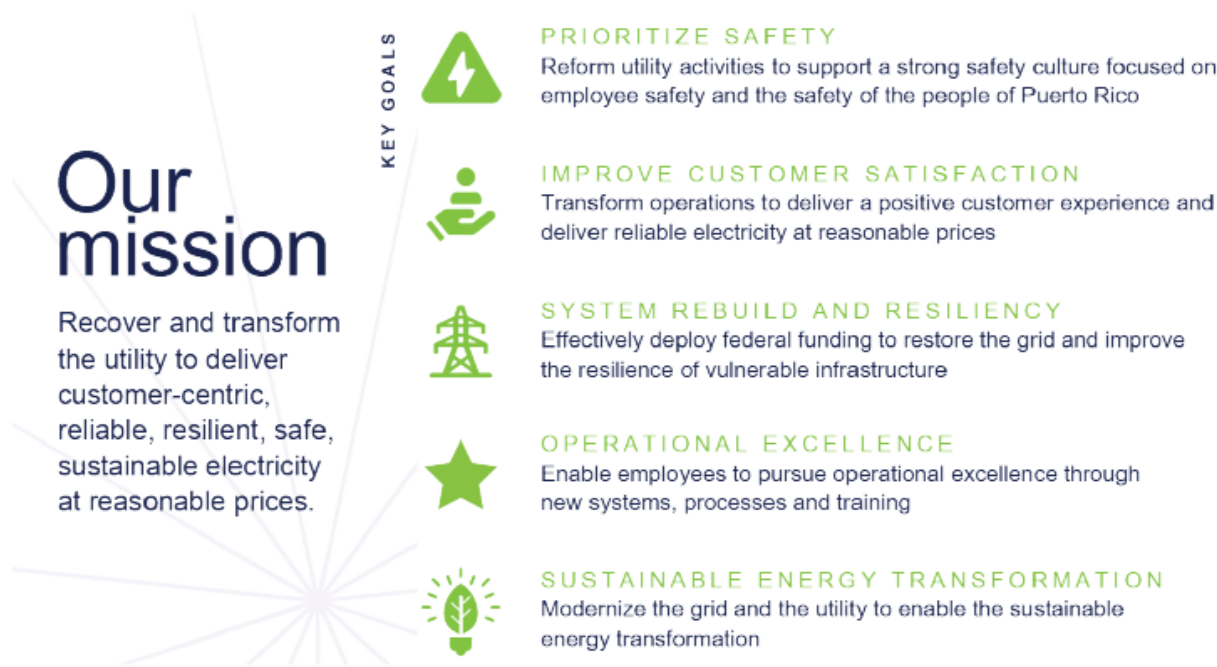 Our
mission
Recover and transform
the utility to deliver
customer-centric,
reliable, resilient, safe,
sustainable electricity
at reasonable prices.
KEY GOALS
PRIORITIZE SAFETY
Reform utility activities to support a strong safety culture focused on
employee safety and the safety of the people of Puerto Rico
IMPROVE CUSTOMER SATISFACTION
Transform operations to deliver a positive customer experience and
deliver reliable electricity at reasonable prices
SYSTEM REBUILD AND RESILIENCY
Effectively deploy federal funding to restore the grid and improve
the resilience of vulnerable infrastructure
OPERATIONAL EXCELLENCE
Enable employees to pursue operational excellence through
new systems, processes and training
SUSTAINABLE ENERGY TRANSFORMATION
Modernize the grid and the utility to enable the sustainable
energy transformation